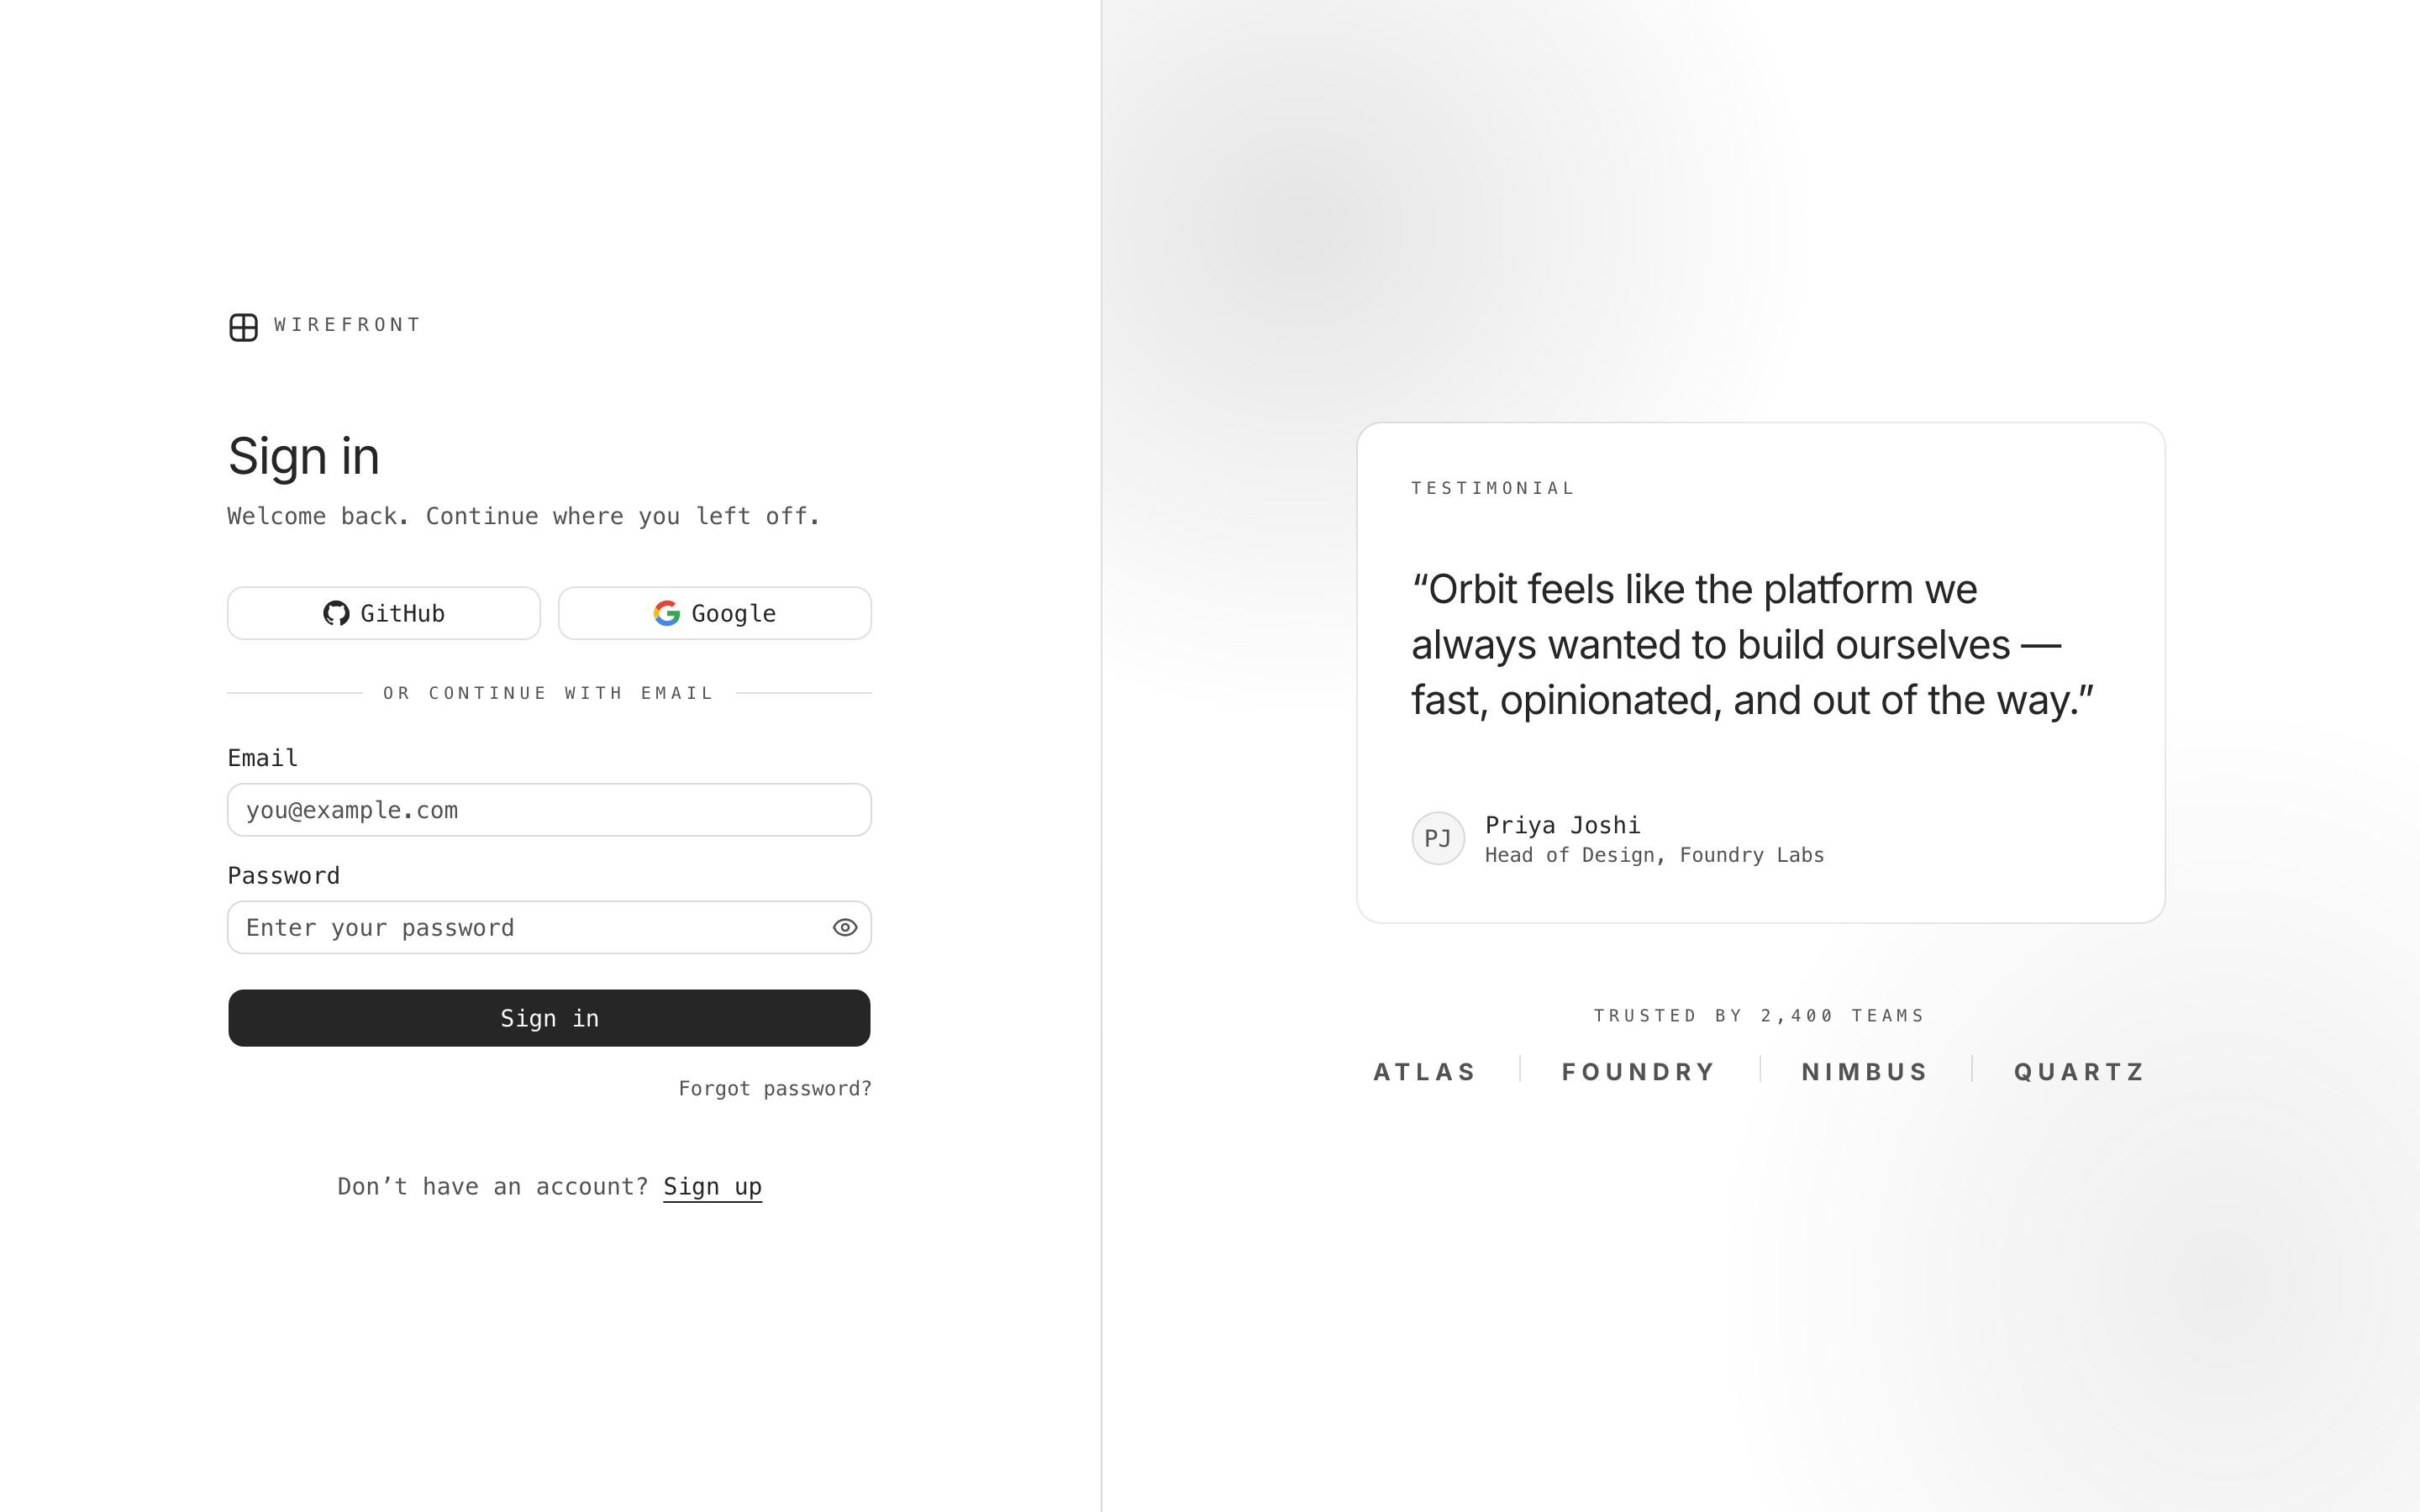 WIREFRONT
Sign in
Welcome back. Continue where you left off.
GitHub
Google
OR CONTINUE WITH EMAIL
Email
you@example.com
Password
Enter your password
Sign in
Forgot password?
Don’t have an account? Sign up
TESTIMONIAL
“Orbit feels like the platform we
always wanted to build ourselves —
fast, opinionated, and out of the way.”
PJ
Priya Joshi
Head of Design, Foundry Labs
TRUSTED BY 2,400 TEAMS
ATLAS
FOUNDRY
NIMBUS
QUARTZ